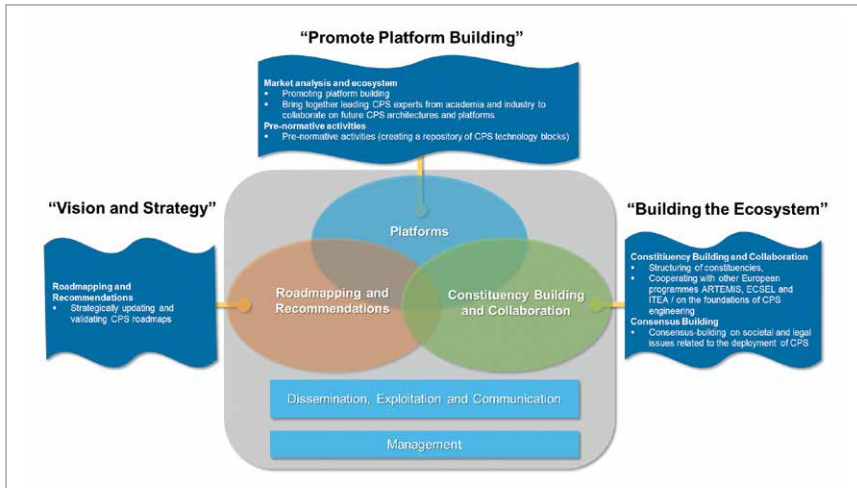 “Promote Platform Building”
Market analysis and ecosystem
• Promoting platform building
• Bring together leading CPS experts from academia and industry to
collaborate on future CPS architectures and platforms
Pre-normative activities
• Pre-normative activities (creating a repository of CPS technology blocks)
“Vision and Strategy”
Roadmapping and
Recommendations
• Strategically updating and
validating CPS roadmaps
Platforms
Roadmapping and
Recommendations
Constituency Building
and Collaboration
“Building the Ecosystem”
Constitiuency Building and Collaboration
• Structuring of constituencies,
• Cooperating with other European
programmes ARTEMIS, ECSEL and
ITEA / on the foundations of CPS
engineering
Consensus Building
• Consensus-building on societal and legal
issues related to the deployment of CPS
Dissemination, Exploitation and Communication
Management